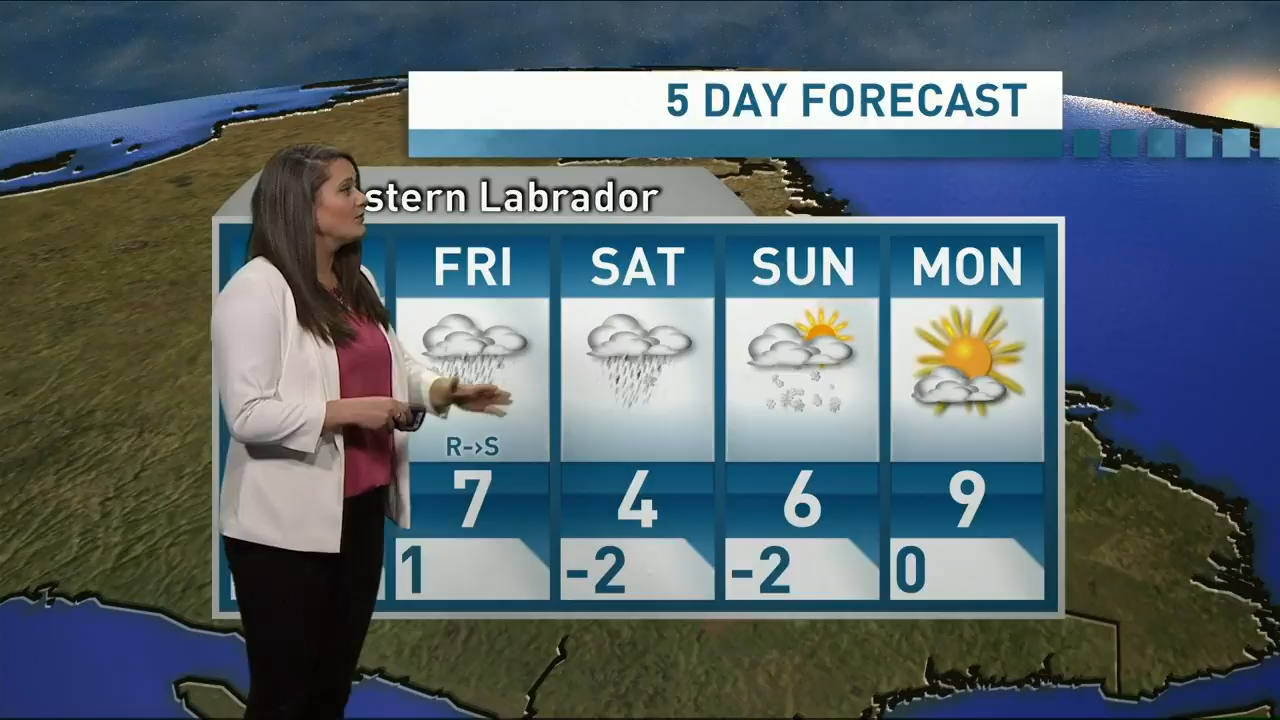 5 DAY FORECAST
stern Labrador
FRI SAT SUN MON
R->S
7 4 6 9
1 -2 -2 0